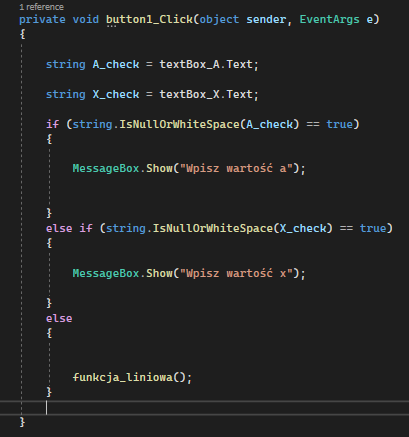 1 reference
private void button1_Click(object sender, EventArgs e)
{
string A_check = textBox_A.Text;
string X_check = textBox_X.Text;
if (string.IsNullOrWhiteSpace(A_check) == true)
{
MessageBox.Show("Wpisz wartość a");
}
else if (string.IsNullOrWhiteSpace(X_check) == true)
{
MessageBox.Show("Wpisz wartość x");
}
else
{
funkcja_liniowa();
}
}